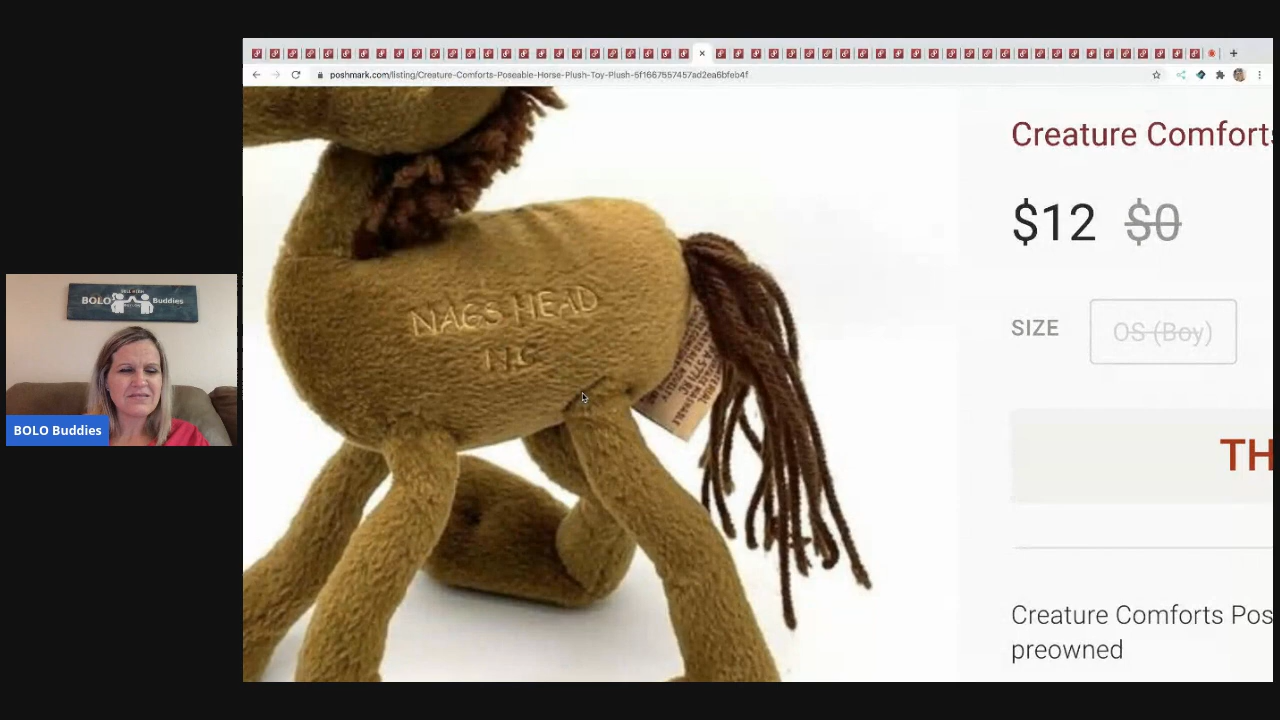 poshmark.com/listing/Creature-Comforts-Poseable-Horse-Plush-Toy-Plush-5f1667557457ad2ea6bfeb4f
Creature Comforts
$12 $0
SIZE OS (Boy)
TH
Creature Comforts Pos
preowned
NAGS HEAD
N.C.
BOLO Buddies
BOLO Buddies